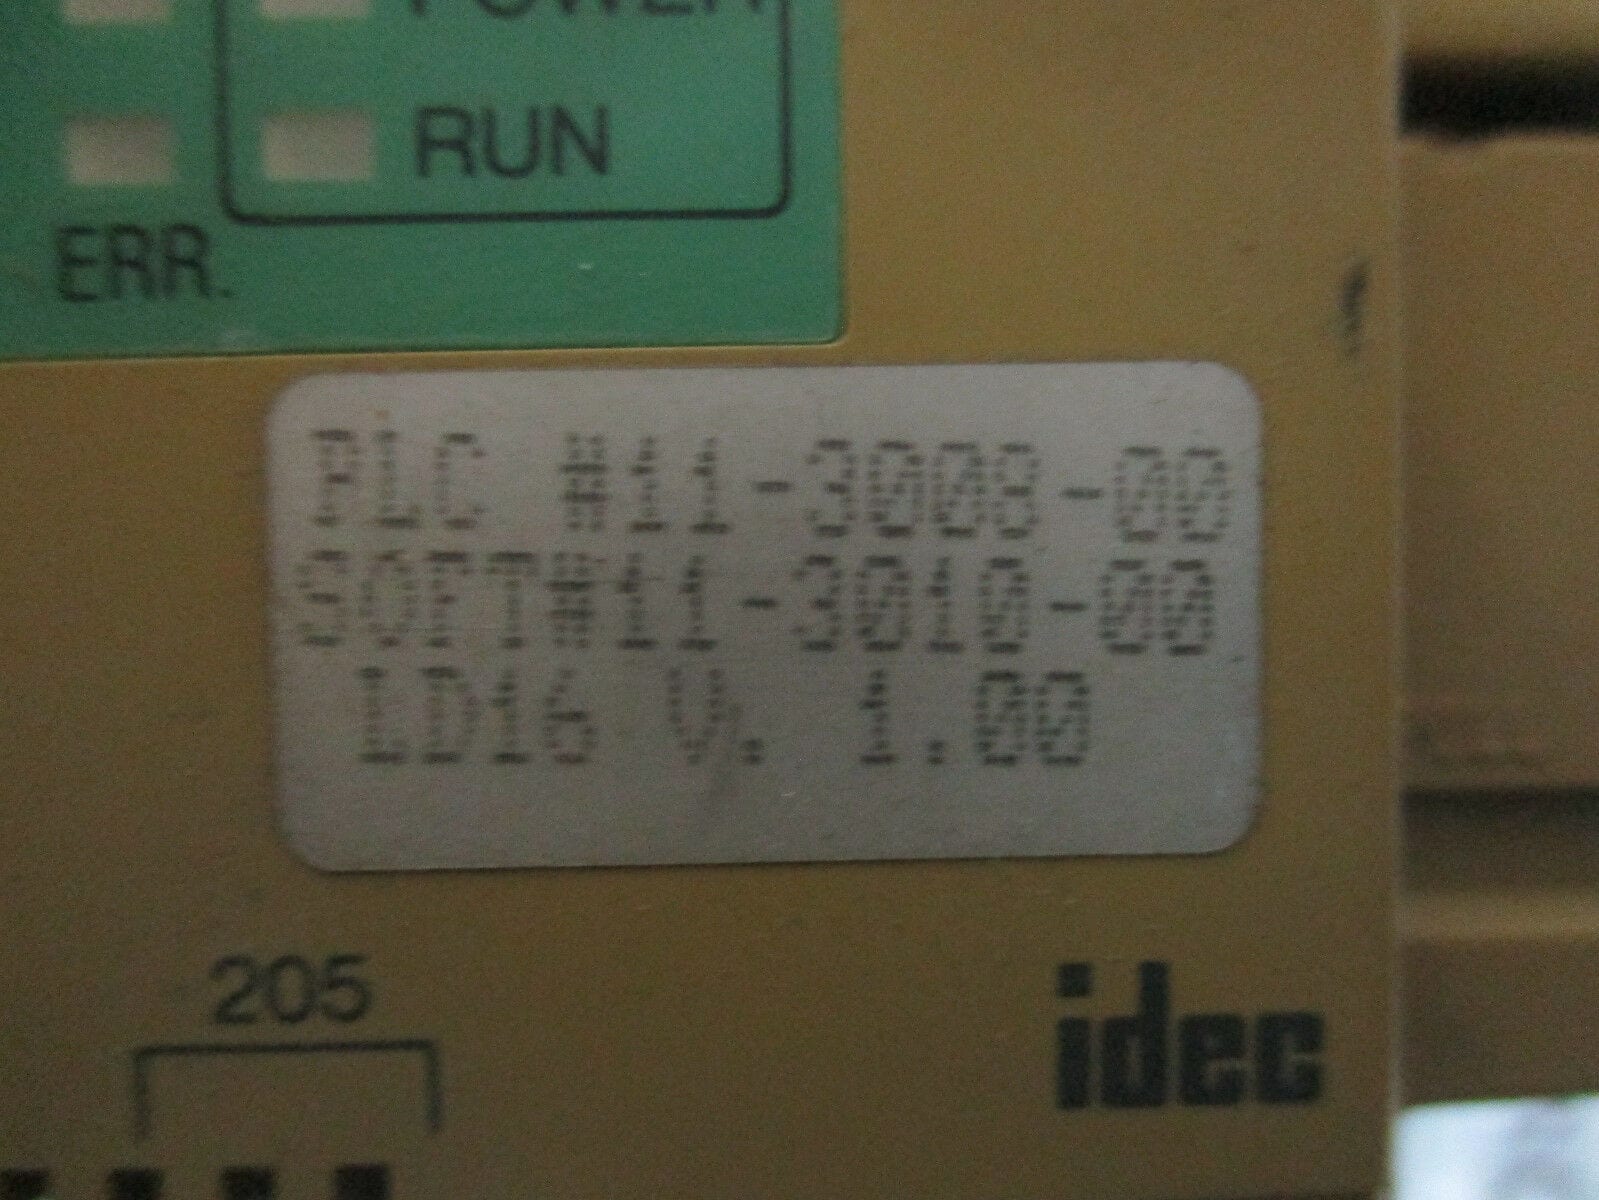 POWER
RUN
ERR.
PLC #11-3008-00
SOFT#11-3010-00
LD16 V. 1.00
205
idec